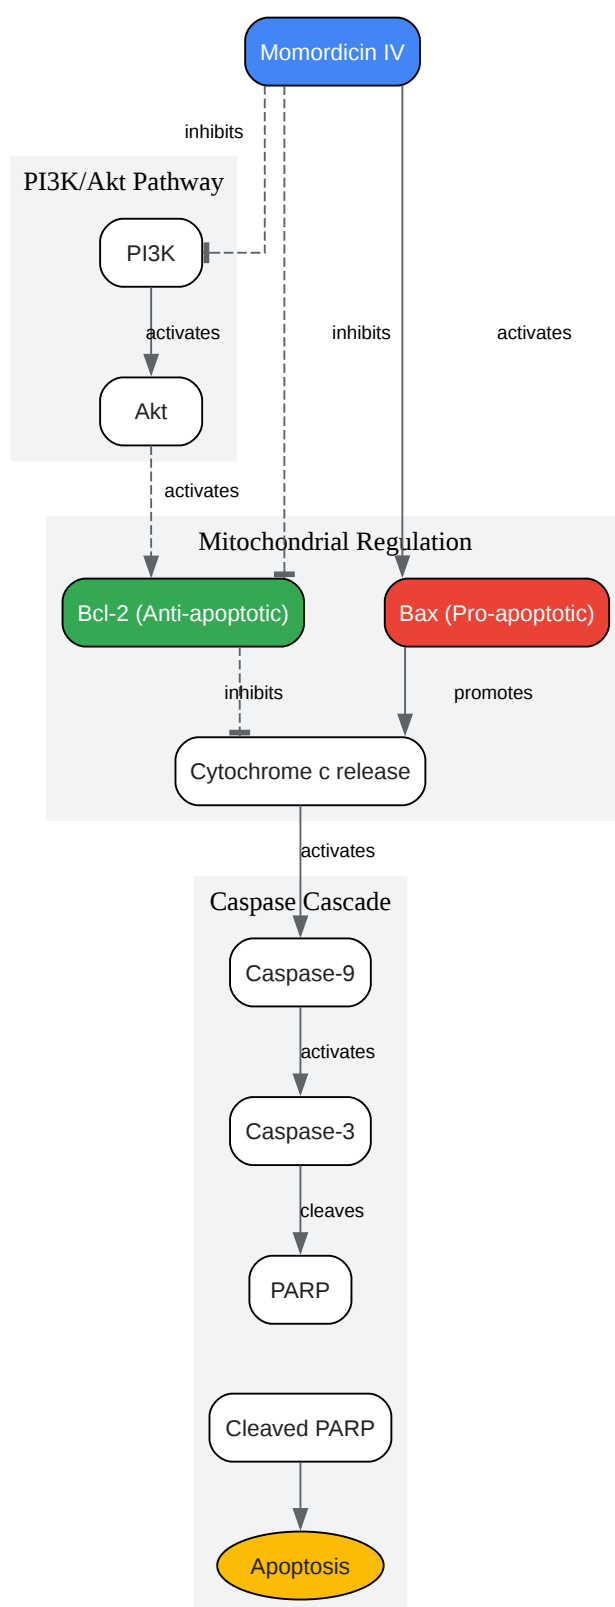 Momordicin IV
inhibits
PI3K/Akt Pathway
PI3K
activates
inhibits
activates
Akt
activates
Mitochondrial Regulation
Bcl-2 (Anti-apoptotic)
Bax (Pro-apoptotic)
inhibits
promotes
Cytochrome c release
activates
Caspase Cascade
Caspase-9
activates
Caspase-3
cleaves
PARP
Cleaved PARP
Apoptosis